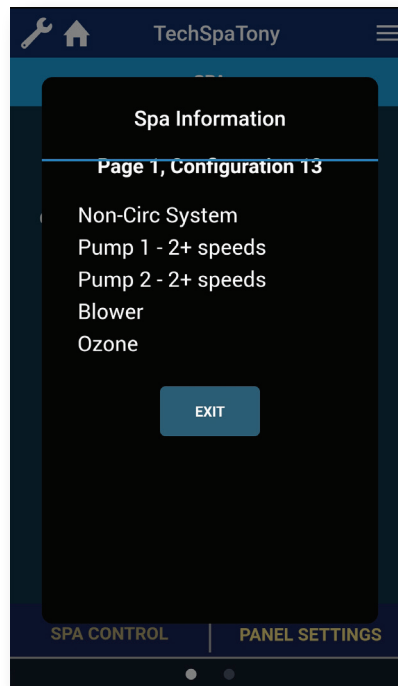 TechSpaTony
Spa Information
Page 1, Configuration 13
Non-Circ System
Pump 1 - 2+ speeds
Pump 2 - 2+ speeds
Blower
Ozone
EXIT
SPA CONTROL
PANEL SETTINGS